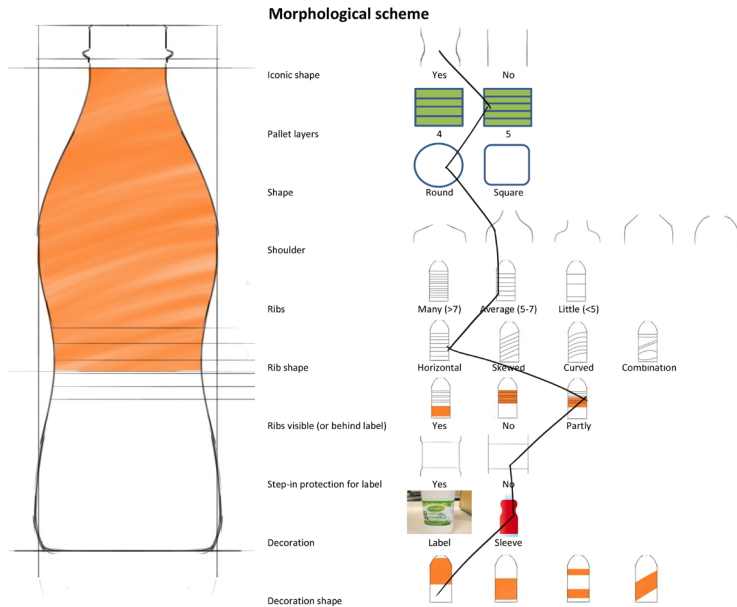 Morphological scheme
Iconic shape Yes No
Pallet layers 4 5
Shape Round Square
Shoulder
Ribs Many (>7) Average (5-7) Little (<5)
Rib shape Horizontal Skewed Curved Combination
Ribs visible (or behind label) Yes No Partly
Step-in protection for label Yes No
Decoration Label Sleeve
Decoration shape